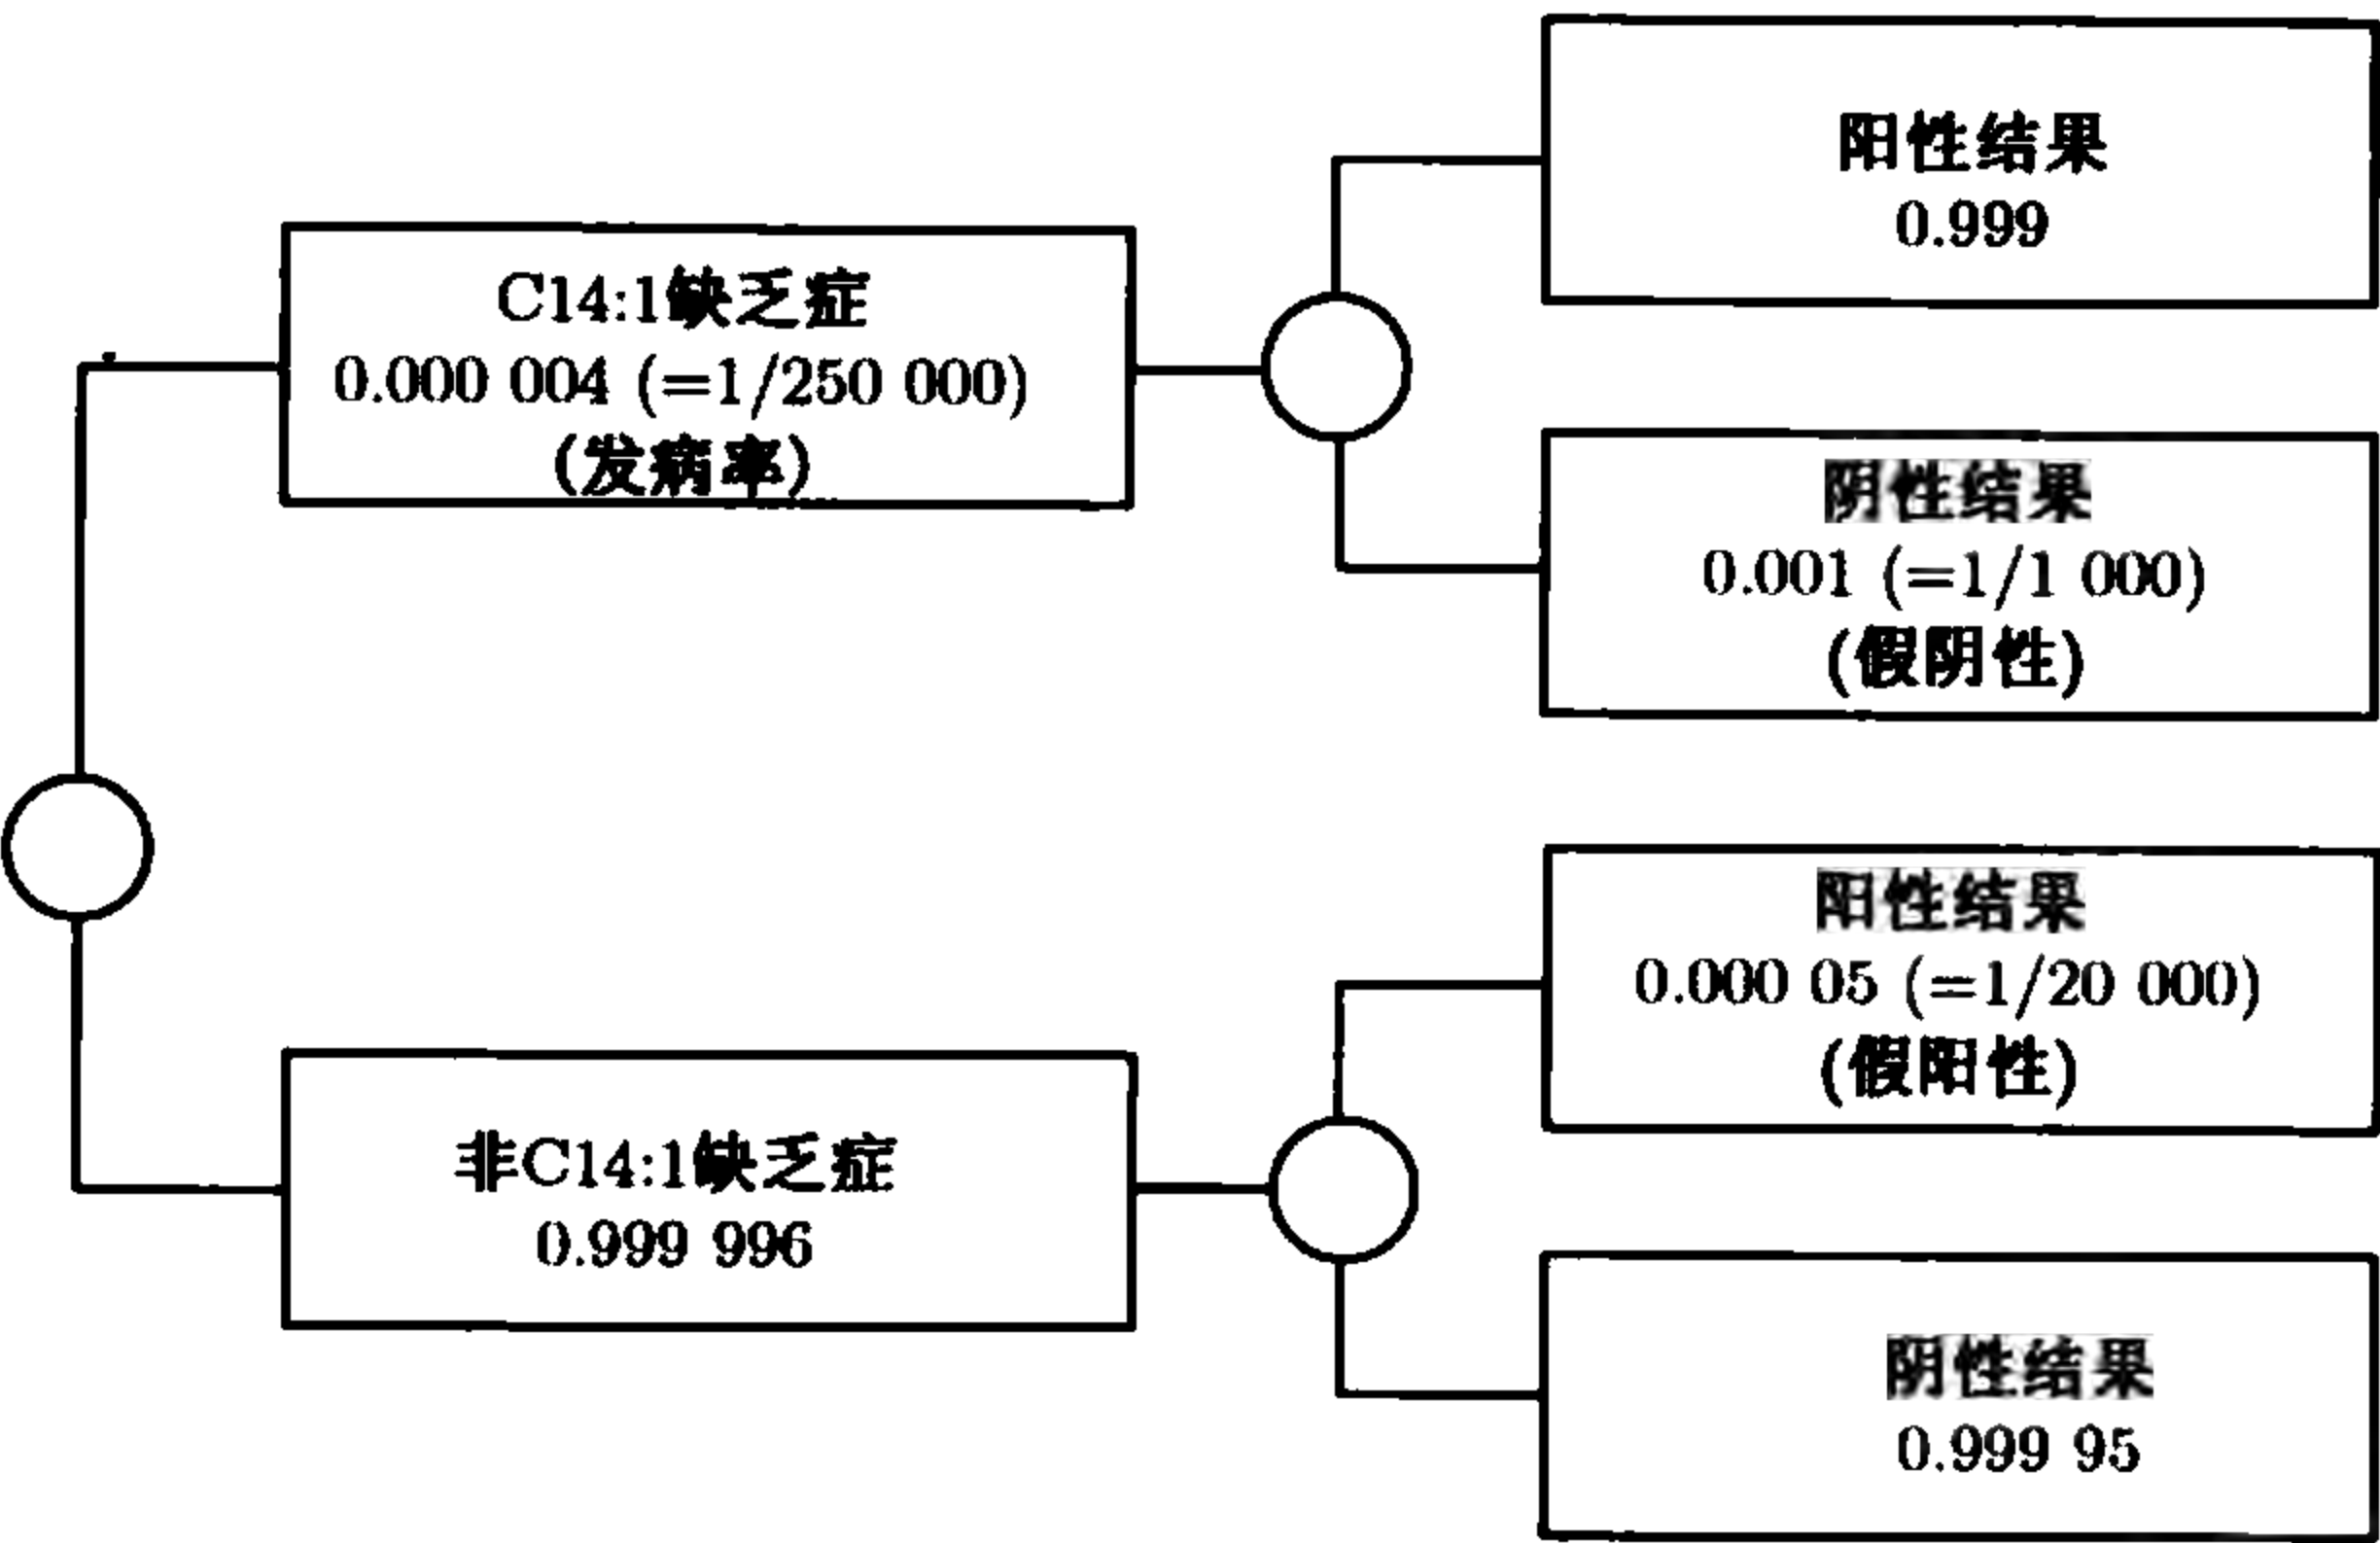 阳性结果
0.999
C14:1缺乏症
0.000 004 (=1/250 000)
(发病率)
阴性结果
0.001 (=1/1 000)
(假阴性)
阳性结果
0.000 05 (=1/20 000)
(假阳性)
非C14:1缺乏症
0.999 996
阴性结果
0.999 95